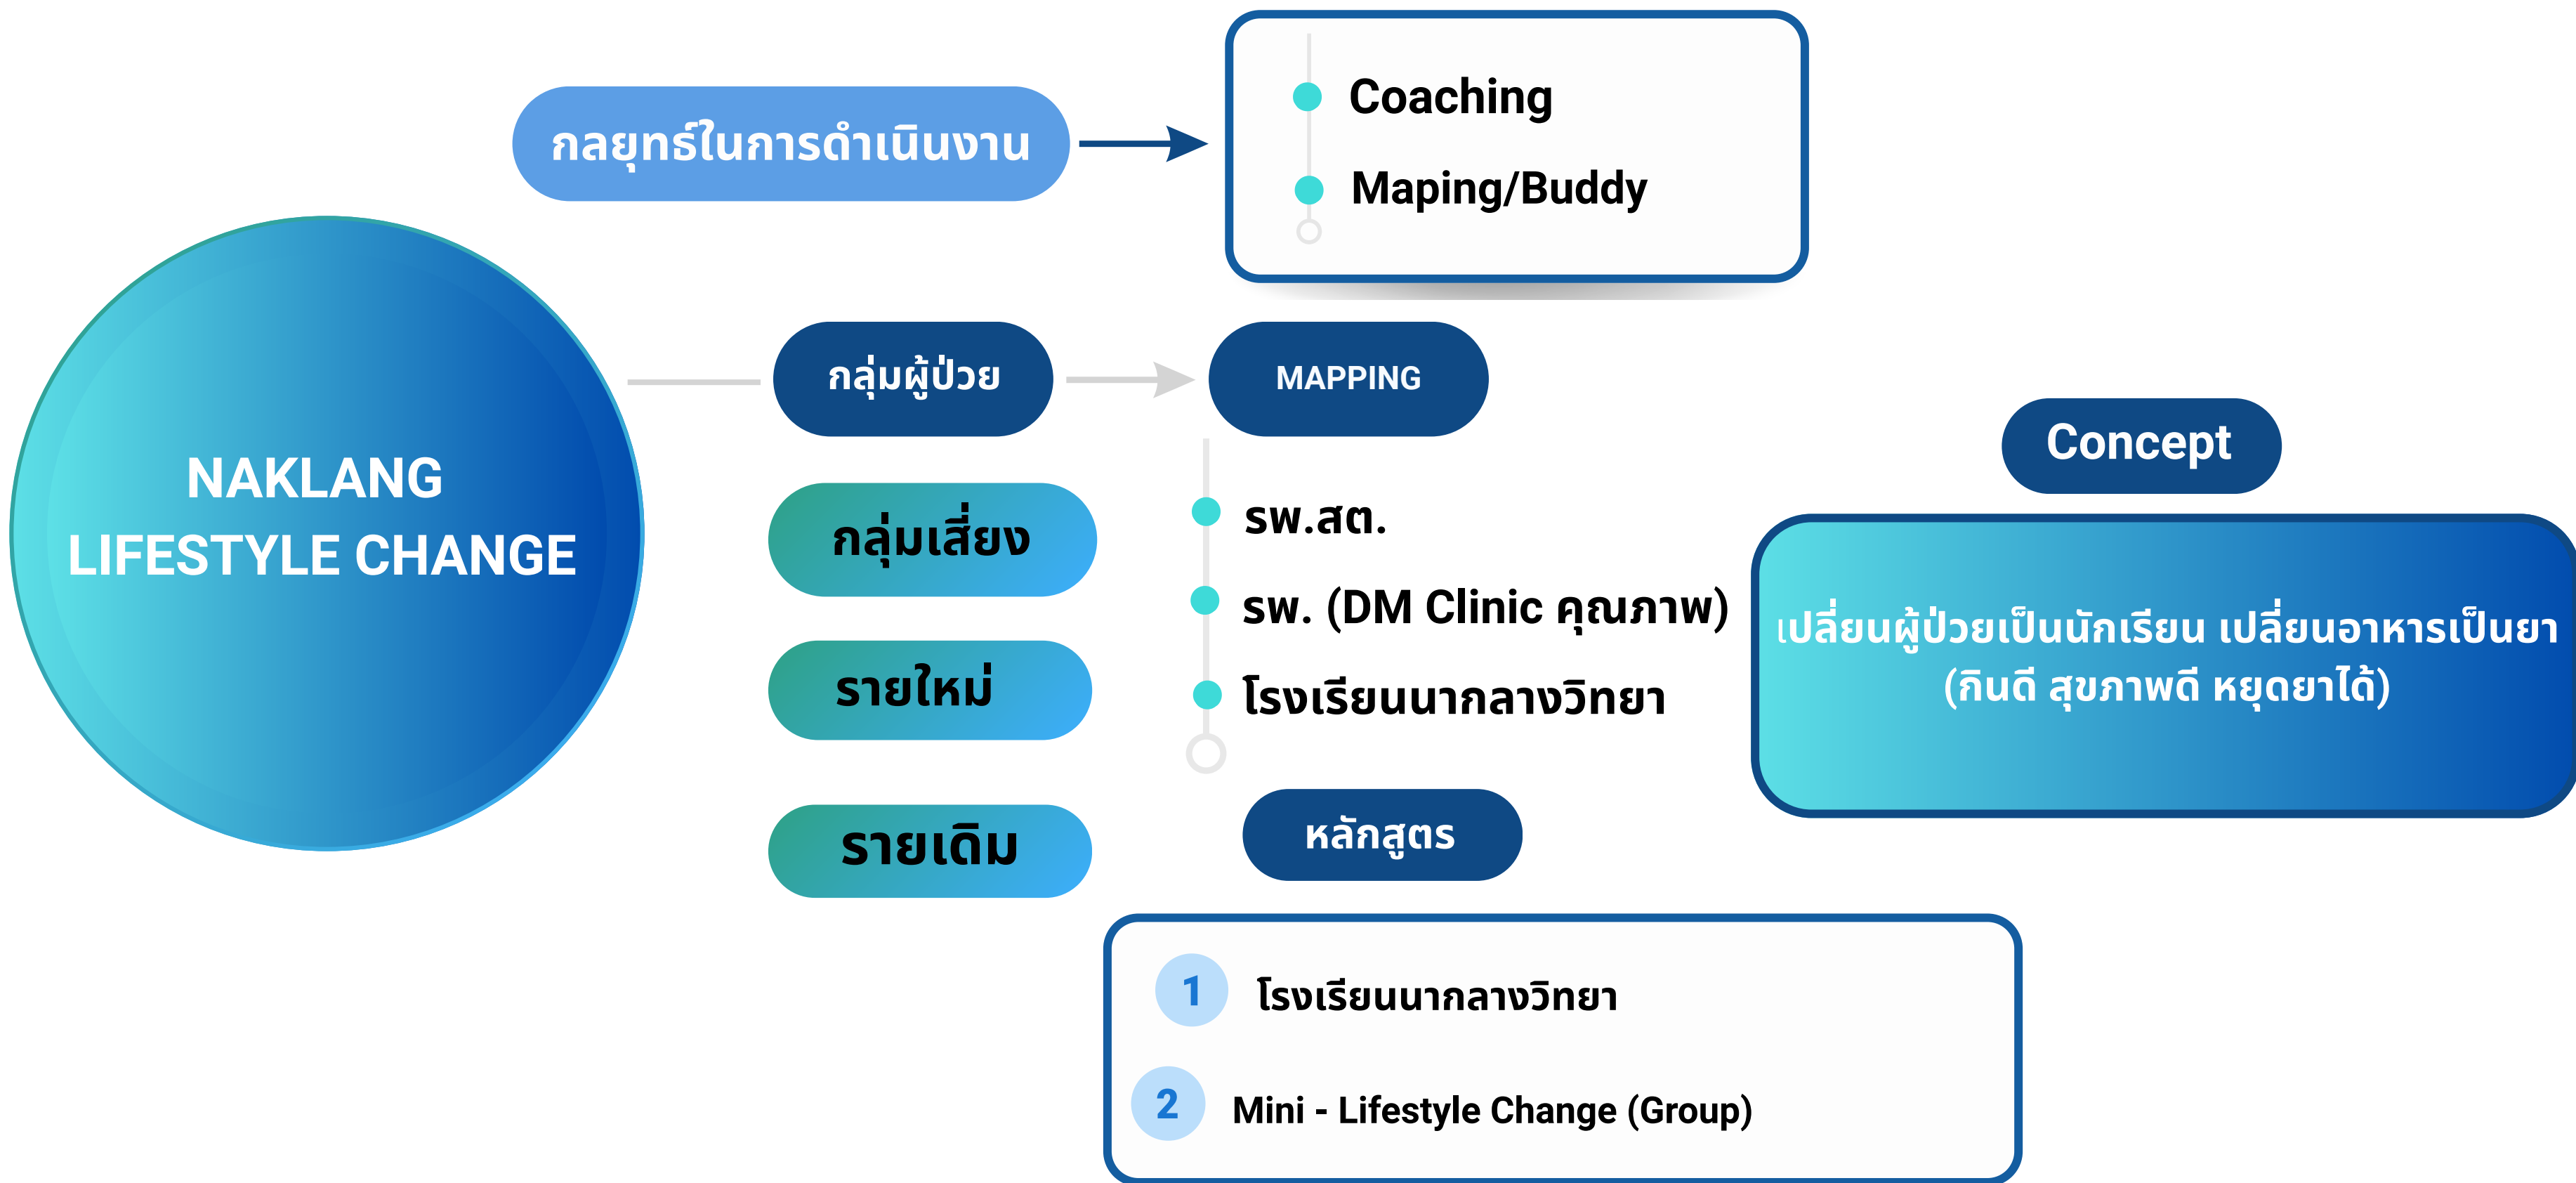 กลยุทธ์ในการดำเนินงาน
Coaching
Maping/Buddy
NAKLANG
LIFESTYLE CHANGE
กลุ่มผู้ป่วย
กลุ่มเสี่ยง
รายใหม่
รายเดิม
MAPPING
รพ.สต.
รพ. (DM Clinic คุณภาพ)
โรงเรียนนากลางวิทยา
Concept
เปลี่ยนผู้ป่วยเป็นนักเรียน เปลี่ยนอาหารเป็นยา
(กินดี สุขภาพดี หยุดยาได้)
หลักสูตร
1 โรงเรียนนากลางวิทยา
2 Mini - Lifestyle Change (Group)